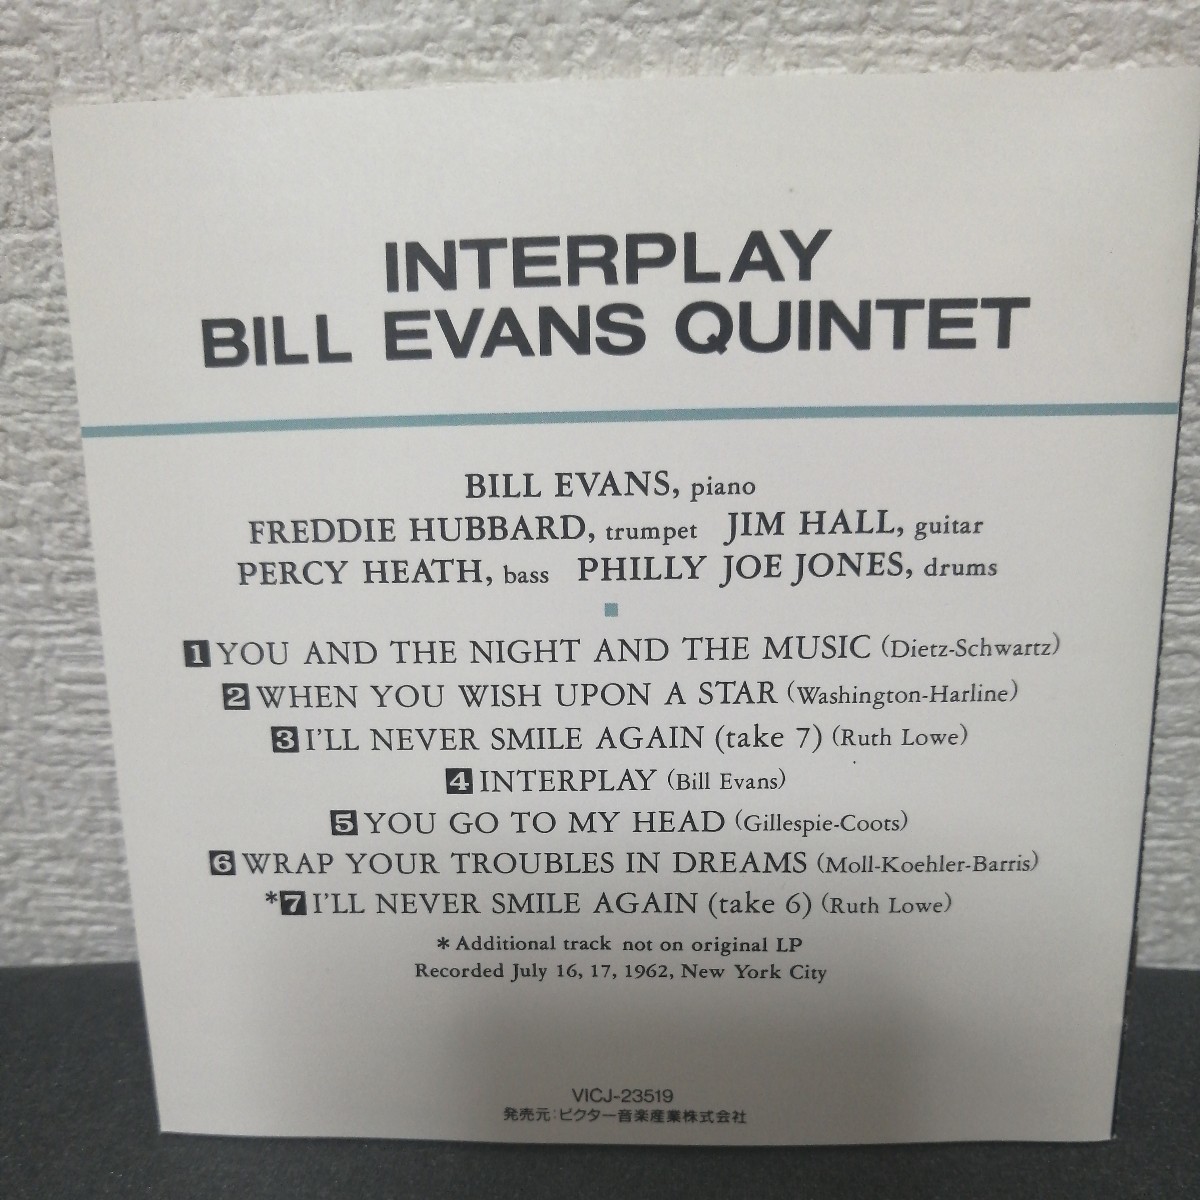 INTERPLAY
BILL EVANS QUINTET
BILL EVANS, piano
FREDDIE HUBBARD, trumpet JIM HALL, guitar
PERCY HEATH, bass PHILLY JOE JONES, drums
1 YOU AND THE NIGHT AND THE MUSIC (Dietz-Schwartz)
2 WHEN YOU WISH UPON A STAR (Washington-Harline)
3 I'LL NEVER SMILE AGAIN (take 7) (Ruth Lowe)
4 INTERPLAY (Bill Evans)
5 YOU GO TO MY HEAD (Gillespie-Coots)
6 WRAP YOUR TROUBLES IN DREAMS (Moll-Koehler-Barris)
*7 I'LL NEVER SMILE AGAIN (take 6) (Ruth Lowe)
* Additional track not on original LP
Recorded July 16, 17, 1962, New York City
VICJ-23519
発売元:ビクター音楽産業株式会社